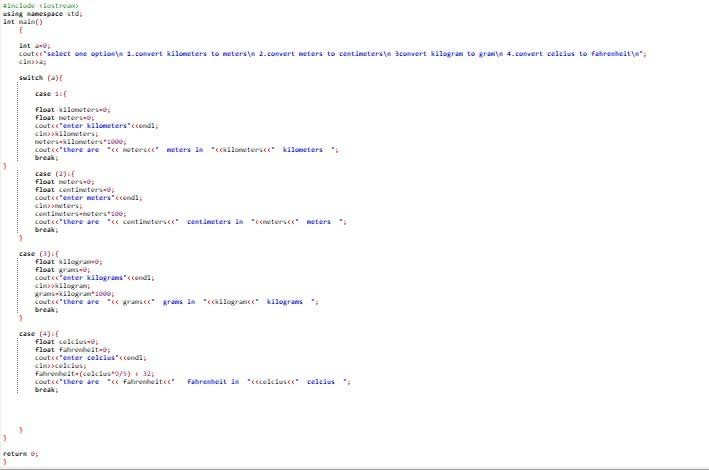 #include <iostream>
using namespace std;
int main()
{
int a=0;
cout<<"select one option\n 1.convert kilometers to meters\n 2.convert meters to centimeters\n 3convert kilogram to gram\n 4.convert celcius to fahrenheit\n";
cin>>a;
switch (a){
case 1:{
float kilometers=0;
float meters=0;
cout<<"enter kilometers"<<endl;
cin>>kilometers;
meters=kilometers*1000;
cout<<"there are  "<< meters<<"  meters in  "<<kilometers<<"  kilometers  ";
break;
}
case (2):{
float meters=0;
float centimeters=0;
cout<<"enter meters"<<endl;
cin>>meters;
centimeters=meters*100;
cout<<"there are  "<< centimeters<<"  centimeters in  "<<meters<<"  meters  ";
break;
}
case (3):{
float kilogram=0;
float grams=0;
cout<<"enter kilograms"<<endl;
cin>>kilogram;
grams=kilogram*1000;
cout<<"there are  "<< grams<<"  grams in  "<<kilogram<<"  kilograms  ";
break;
}
case (4):{
float celcius=0;
float fahrenheit=0;
cout<<"enter celcius"<<endl;
cin>>celcius;
fahrenheit=(celcius*9/5) + 32;
cout<<"there are  "<< fahrenheit<<"   fahrenheit in  "<<celcius<<"  celcius  ";
break;
}
}
return 0;
}